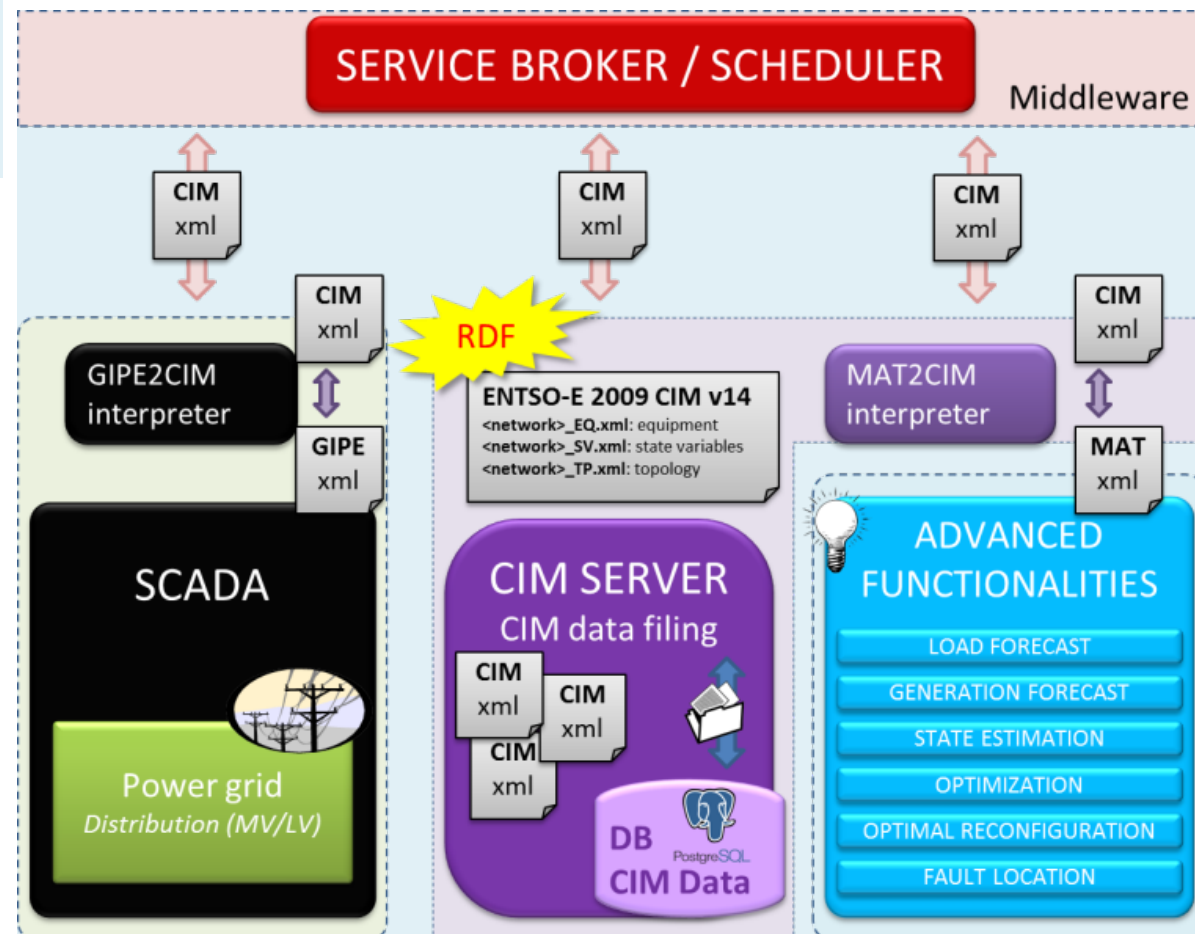 SERVICE BROKER / SCHEDULER
Middleware
CIM
xml
CIM
xml
CIM
xml
CIM
xml
GIPE2CIM
interpreter
GIPE
xml
SCADA
Power grid
Distribution (MV/LV)
RDF
ENTSO-E 2009 CIM v14
<network>_EQ.xml: equipment
<network>_SV.xml: state variables
<network>_TP.xml: topology
CIM SERVER
CIM data filing
CIM
xml
CIM
xml
CIM
xml
DB
PostgreSQL
CIM Data
CIM
xml
MAT2CIM
interpreter
MAT
xml
ADVANCED
FUNCTIONALITIES
LOAD FORECAST
GENERATION FORECAST
STATE ESTIMATION
OPTIMIZATION
OPTIMAL RECONFIGURATION
FAULT LOCATION